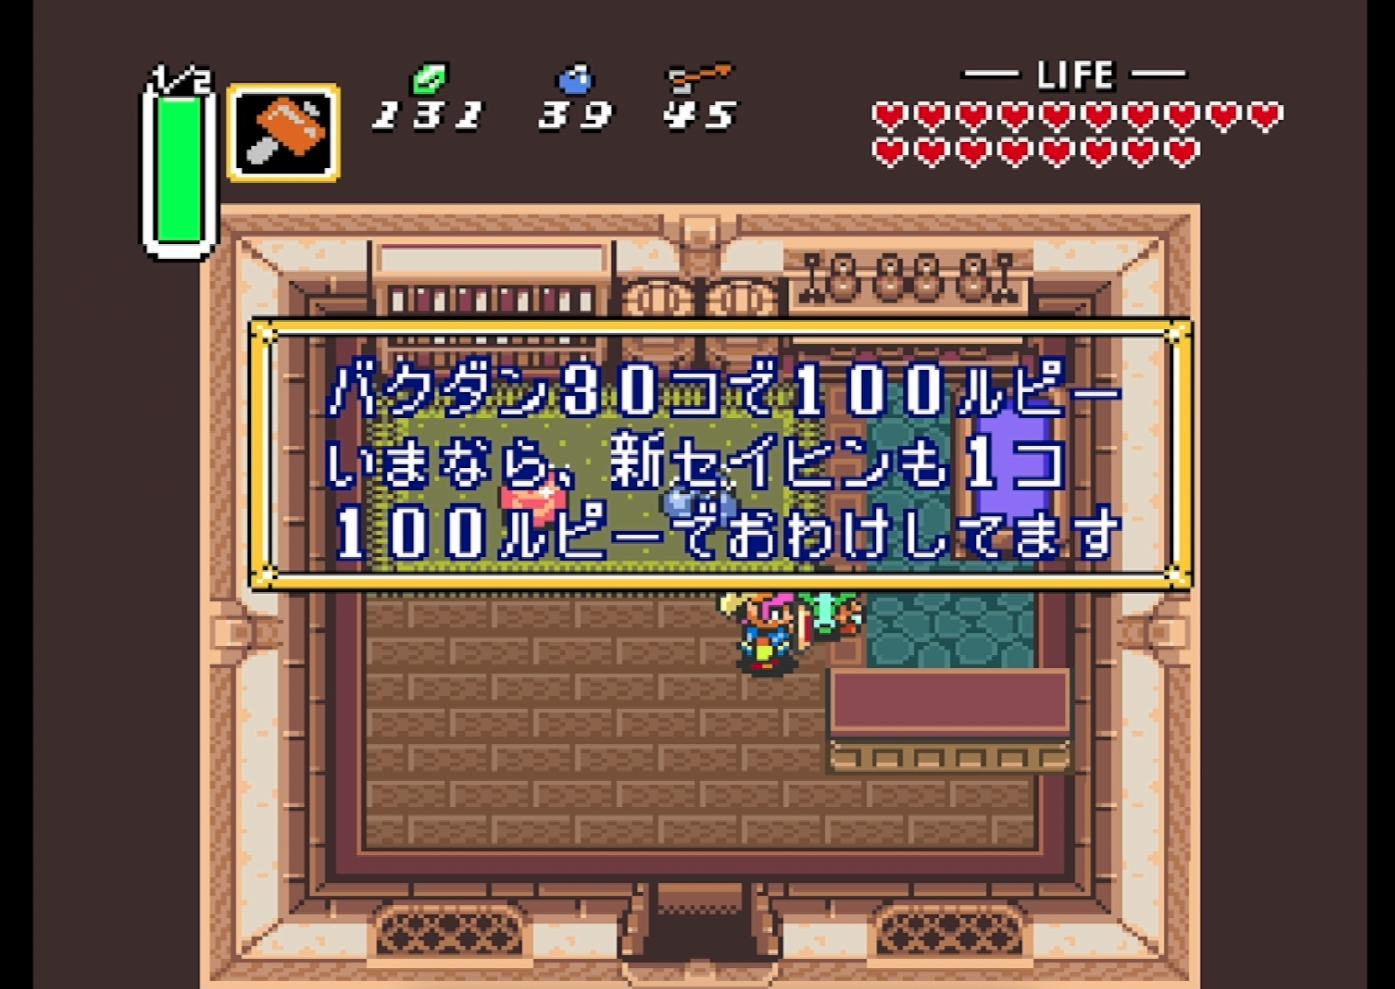 1/2
131 39 45
LIFE
バクダン30コで100ルピー
いまなら、新セイヒンも1コ
100ルピーでおわけしてます